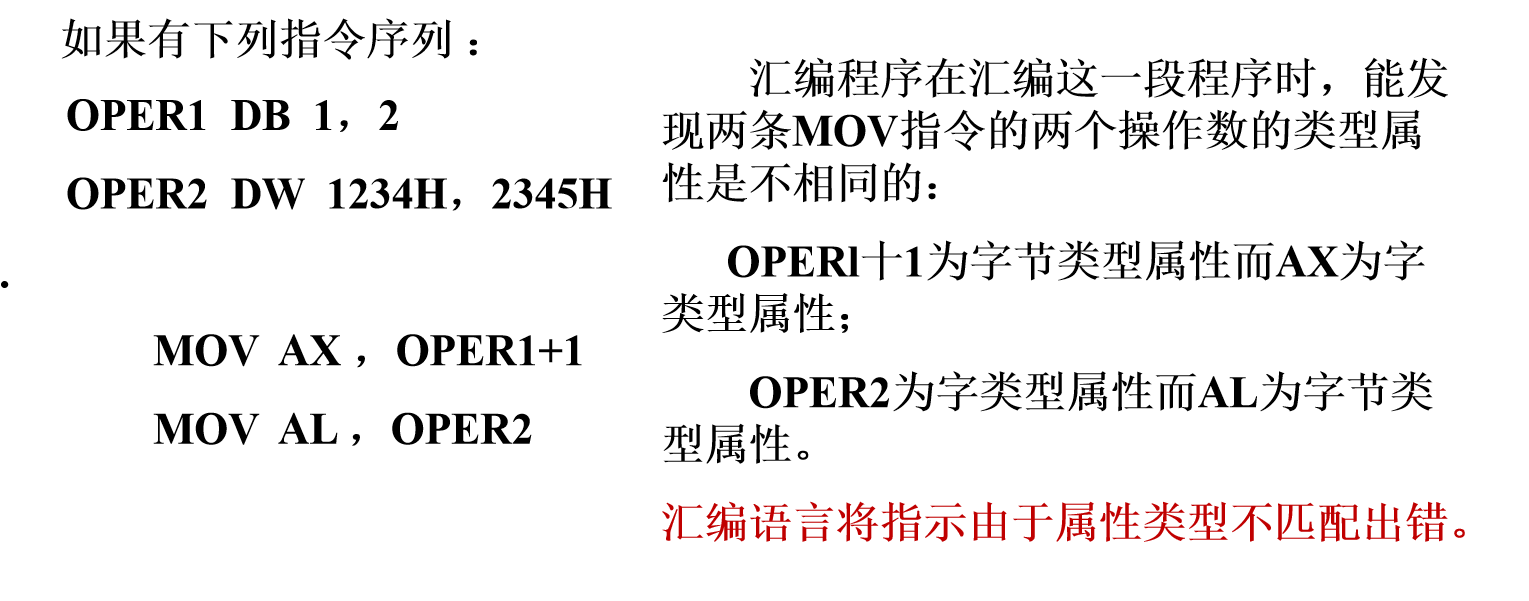 如果有下列指令序列：
OPER1 DB 1，2
OPER2 DW 1234H，2345H
.
MOV AX ，OPER1+1
MOV AL ，OPER2
汇编程序在汇编这一段程序时，能发
现两条MOV指令的两个操作数的类型属
性是不相同的：
OPERl十1为字节类型属性而AX为字
类型属性；
OPER2为字类型属性而AL为字节类
型属性。
汇编语言将指示由于属性类型不匹配出错。